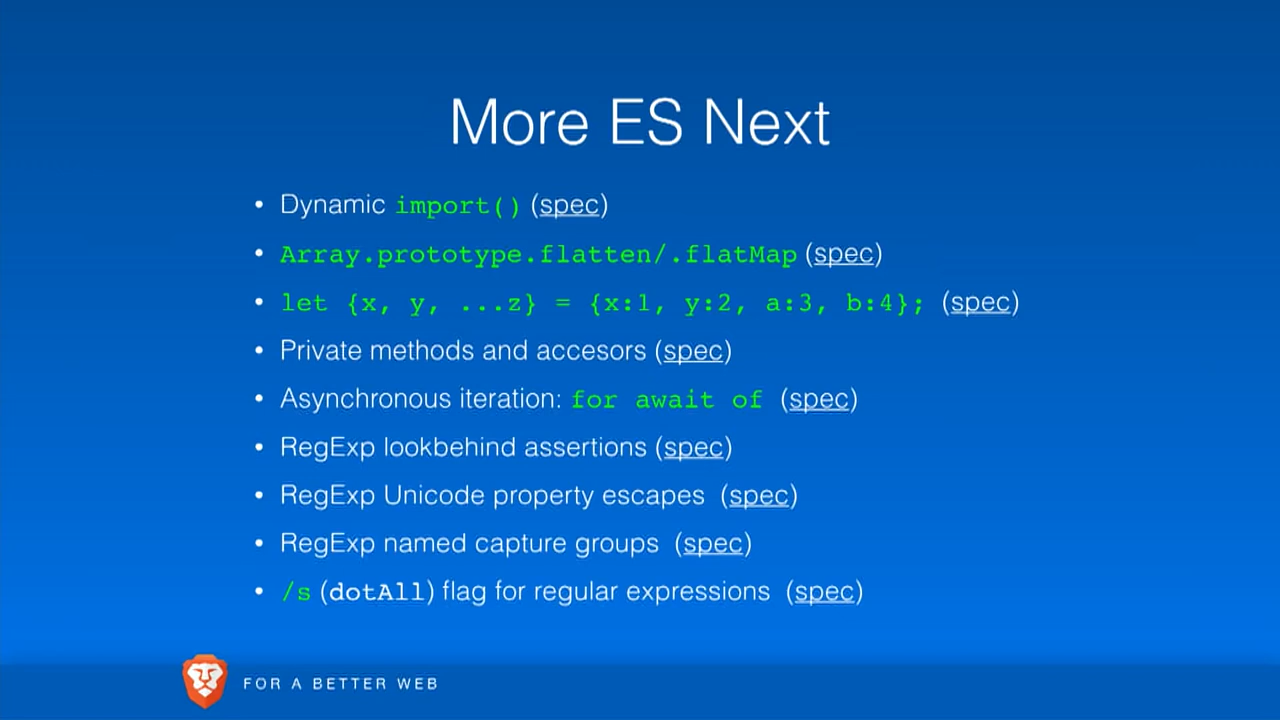 More ES Next
• Dynamic import() (spec)
• Array.prototype.flatten/.flatMap (spec)
• let {x, y, ...z} = {x:1, y:2, a:3, b:4}; (spec)
• Private methods and accesors (spec)
• Asynchronous iteration: for await of (spec)
• RegExp lookbehind assertions (spec)
• RegExp Unicode property escapes (spec)
• RegExp named capture groups (spec)
• /s (dotAll) flag for regular expressions (spec)
FOR A BETTER WEB